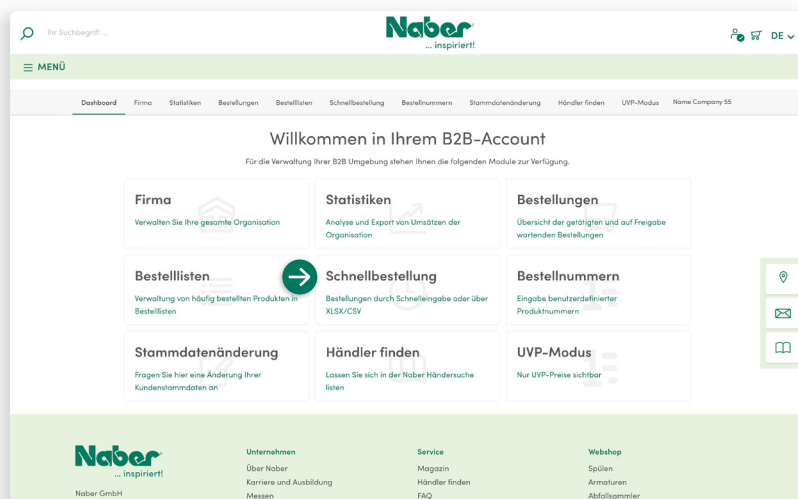 Ihr Suchbegriff ...
Naber
... inspiriert!
DE
MENÜ
Dashboard Firma Statistiken Bestellungen Bestelllisten Schnellbestellung Bestellnummern Stammdatenänderung Händler finden UVP-Modus Name Company 55
Willkommen in Ihrem B2B-Account
Für die Verwaltung Ihrer B2B Umgebung stehen Ihnen die folgenden Module zur Verfügung.
Firma
Verwalten Sie Ihre gesamte Organisation
Statistiken
Analyse und Export von Umsätzen der
Organisation
Bestellungen
Übersicht der getätigten und auf Freigabe
wartenden Bestellungen
Bestelllisten
Verwaltung von häufig bestellten Produkten in
Bestelllisten
Schnellbestellung
Bestellungen durch Schnelleingabe oder über
XLSX/CSV
Bestellnummern
Eingabe benutzerdefinierter
Produktnummern
Stammdatenänderung
Fragen Sie hier eine Änderung Ihrer
Kundenstammdaten an
Händler finden
Lassen Sie sich in der Naber Händersuche
listen
UVP-Modus
Nur UVP-Preise sichtbar
Naber
... inspiriert!
Naber GmbH
Unternehmen
Über Naber
Karriere und Ausbildung
Messen
Service
Magazin
Händler finden
FAQ
Webshop
Spülen
Armaturen
Abfallsammler